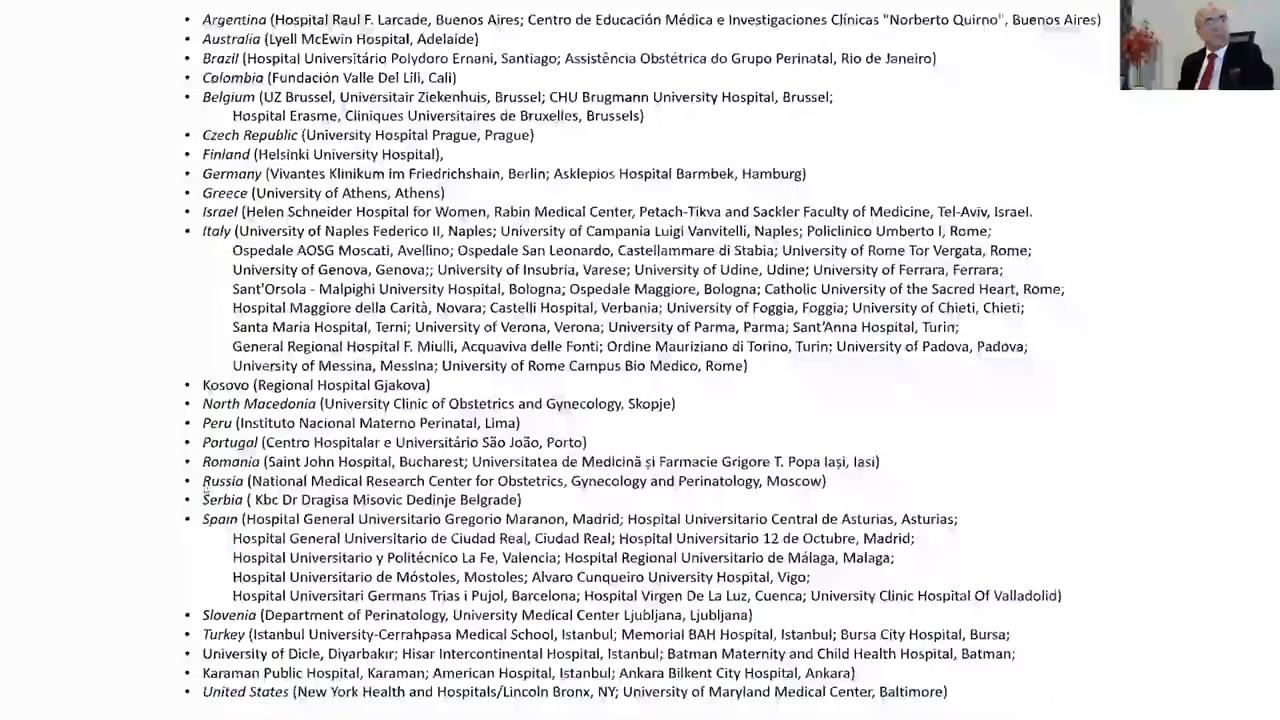 • Argentina (Hospital Raul F. Larcade, Buenos Aires; Centro de Educación Médica e Investigaciones Clínicas "Norberto Quirno", Buenos Aires)
• Australia (Lyell McEwin Hospital, Adelaide)
• Brazil (Hospital Universitário Polydoro Ernani, Santiago; Assistência Obstétrica do Grupo Perinatal, Rio de Janeiro)
• Colombia (Fundación Valle Del Lili, Cali)
• Belgium (UZ Brussel, Universitair Ziekenhuis, Brussel; CHU Brugmann University Hospital, Brussel;
Hospital Erasme, Cliniques Universitaires de Bruxelles, Brussels)
• Czech Republic (University Hospital Prague, Prague)
• Finland (Helsinki University Hospital),
• Germany (Vivantes Klinikum im Friedrichshain, Berlin; Asklepios Hospital Barmbek, Hamburg)
• Greece (University of Athens, Athens)
• Israel (Helen Schneider Hospital for Women, Rabin Medical Center, Petach-Tikva and Sackler Faculty of Medicine, Tel-Aviv, Israel.
• Italy (University of Naples Federico II, Naples; University of Campania Luigi Vanvitelli, Naples; Policlinico Umberto I, Rome;
Ospedale AOSG Moscati, Avellino; Ospedale San Leonardo, Castellammare di Stabia; University of Rome Tor Vergata, Rome;
University of Genova, Genova;; University of Insubria, Varese; University of Udine, Udine; University of Ferrara, Ferrara;
Sant'Orsola - Malpighi University Hospital, Bologna; Ospedale Maggiore, Bologna; Catholic University of the Sacred Heart, Rome;
Hospital Maggiore della Carità, Novara; Castelli Hospital, Verbania; University of Foggia, Foggia; University of Chieti, Chieti;
Santa Maria Hospital, Terni; University of Verona, Verona; University of Parma, Parma; Sant'Anna Hospital, Turin;
General Regional Hospital F. Miulli, Acquaviva delle Fonti; Ordine Mauriziano di Torino, Turin; University of Padova, Padova;
University of Messina, Messina; University of Rome Campus Bio Medico, Rome)
• Kosovo (Regional Hospital Gjakova)
• North Macedonia (University Clinic of Obstetrics and Gynecology, Skopje)
• Peru (Instituto Nacional Materno Perinatal, Lima)
• Portugal (Centro Hospitalar e Universitário São João, Porto)
• Romania (Saint John Hospital, Bucharest; Universitatea de Medicină și Farmacie Grigore T. Popa Iași, Iasi)
• Russia (National Medical Research Center for Obstetrics, Gynecology and Perinatology, Moscow)
• Serbia ( Kbc Dr Dragisa Misovic Dedinje Belgrade)
• Spain (Hospital General Universitario Gregorio Maranon, Madrid; Hospital Universitario Central de Asturias, Asturias;
Hospital General Universitario de Ciudad Real, Ciudad Real; Hospital Universitario 12 de Octubre, Madrid;
Hospital Universitario y Politécnico La Fe, Valencia; Hospital Regional Universitario de Málaga, Malaga;
Hospital Universitario de Móstoles, Mostoles; Alvaro Cunqueiro University Hospital, Vigo;
Hospital Universitari Germans Trias i Pujol, Barcelona; Hospital Virgen De La Luz, Cuenca; University Clinic Hospital Of Valladolid)
• Slovenia (Department of Perinatology, University Medical Center Ljubljana, Ljubljana)
• Turkey (Istanbul University-Cerrahpasa Medical School, Istanbul; Memorial BAH Hospital, Istanbul; Bursa City Hospital, Bursa;
• University of Dicle, Diyarbakır; Hisar Intercontinental Hospital, Istanbul; Batman Maternity and Child Health Hospital, Batman;
• Karaman Public Hospital, Karaman; American Hospital, Istanbul; Ankara Bilkent City Hospital, Ankara)
• United States (New York Health and Hospitals/Lincoln Bronx, NY; University of Maryland Medical Center, Baltimore)